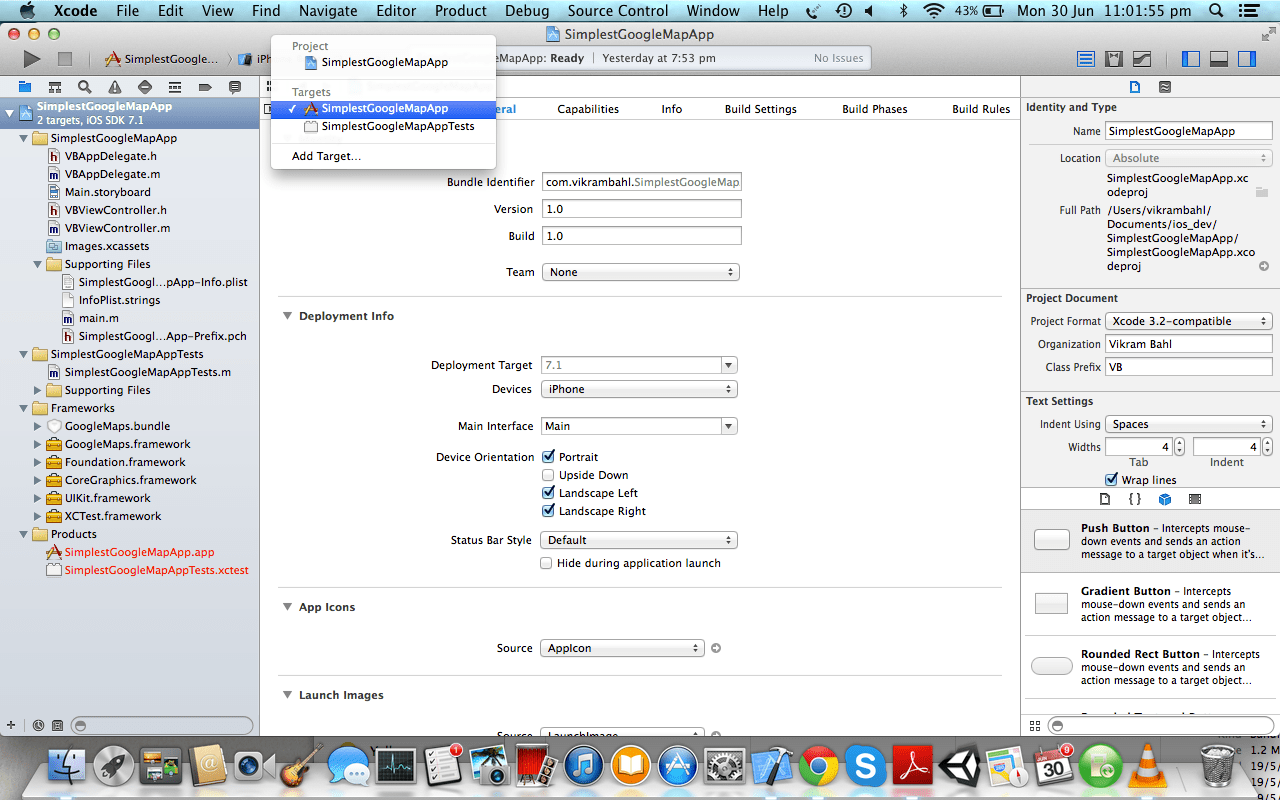 Xcode File Edit View Find Navigate Editor Product Debug Source Control Window Help 43% Mon 30 Jun 11:01:55 pm
SimplestGoogleMapApp
SimplestGoogle... iPh
MapApp: Ready Yesterday at 7:53 pm No Issues
Project
SimplestGoogleMapApp
Targets
SimplestGoogleMapApp
SimplestGoogleMapAppTests
Add Target...
SimplestGoogleMapApp
2 targets, iOS SDK 7.1
SimplestGoogleMapApp
VBAppDelegate.h
VBAppDelegate.m
Main.storyboard
VBViewController.h
VBViewController.m
Images.xcassets
Supporting Files
SimplestGoogl...pApp-Info.plist
InfoPlist.strings
main.m
SimplestGoogl...App-Prefix.pch
SimplestGoogleMapAppTests
SimplestGoogleMapAppTests.m
Supporting Files
Frameworks
GoogleMaps.bundle
GoogleMaps.framework
Foundation.framework
CoreGraphics.framework
UIKit.framework
XCTest.framework
Products
SimplestGoogleMapApp.app
SimplestGoogleMapAppTests.xctest
eral Capabilities Info Build Settings Build Phases Build Rules
Bundle Identifier com.vikrambahl.SimplestGoogleMap
Version 1.0
Build 1.0
Team None
Deployment Info
Deployment Target 7.1
Devices iPhone
Main Interface Main
Device Orientation Portrait
Upside Down
Landscape Left
Landscape Right
Status Bar Style Default
Hide during application launch
App Icons
Source AppIcon
Launch Images
Source LaunchImage
Identity and Type
Name SimplestGoogleMapApp
Location Absolute
SimplestGoogleMapApp.xc
odeproj
Full Path /Users/vikrambahl/
Documents/ios_dev/
SimplestGoogleMapApp/
SimplestGoogleMapApp.xco
deproj
Project Document
Project Format Xcode 3.2-compatible
Organization Vikram Bahl
Class Prefix VB
Text Settings
Indent Using Spaces
Widths 4 4
Tab Indent
Wrap lines
{ }
Push Button - Intercepts mouse-
down events and sends an action
message to a target object when it's...
Gradient Button - Intercepts
mouse-down events and sends an
action message to a target object...
Rounded Rect Button - Intercepts
mouse-down events and sends an
action message to a target object...
1
JUN
30
9
1.2 M
19/5/